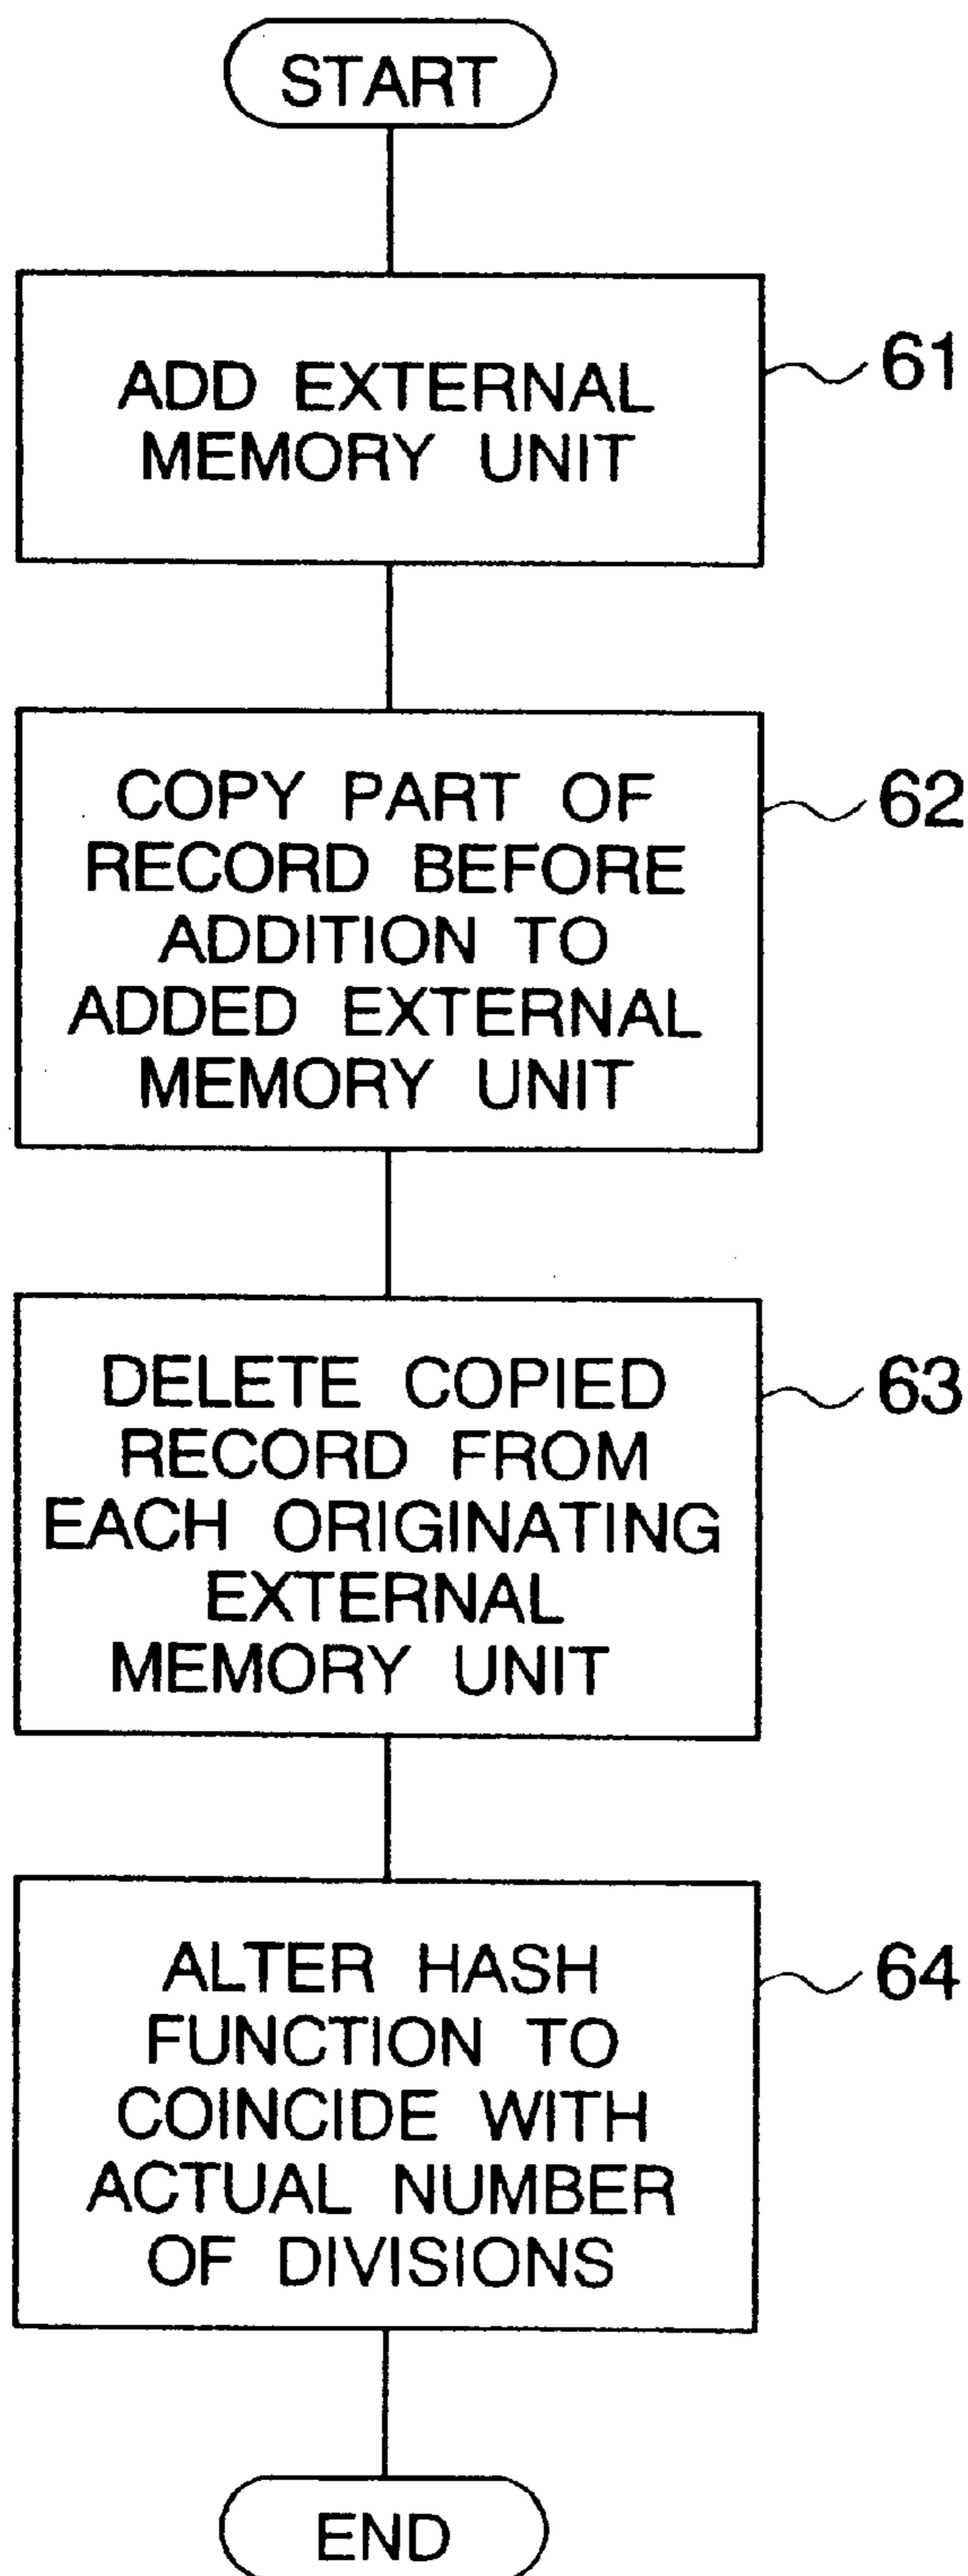 START
ADD EXTERNAL
MEMORY UNIT
61
COPY PART OF
RECORD BEFORE
ADDITION TO
ADDED EXTERNAL
MEMORY UNIT
62
DELETE COPIED
RECORD FROM
EACH ORIGINATING
EXTERNAL
MEMORY UNIT
63
ALTER HASH
FUNCTION TO
COINCIDE WITH
ACTUAL NUMBER
OF DIVISIONS
64
END